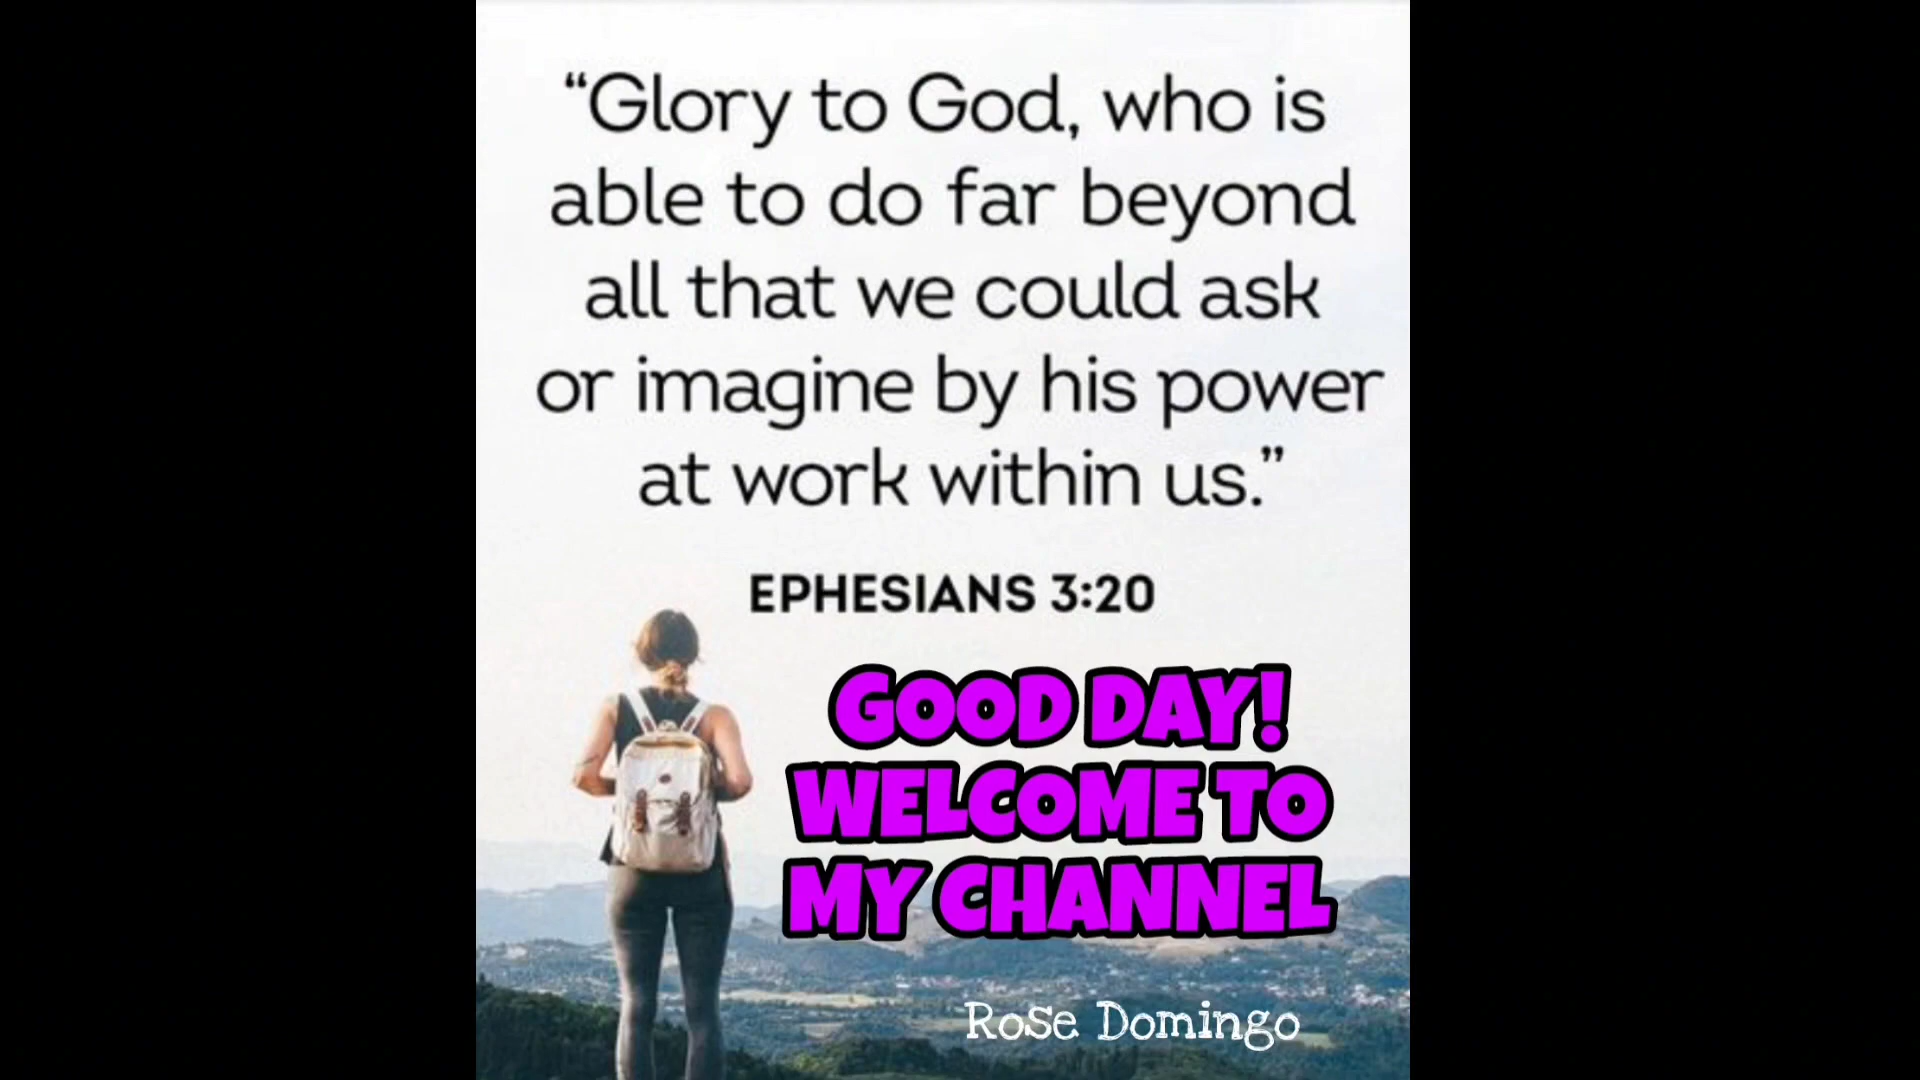 “Glory to God, who is
able to do far beyond
all that we could ask
or imagine by his power
at work within us.”
EPHESIANS 3:20
GOOD DAY!
WELCOME TO
MY CHANNEL
Rose Domingo